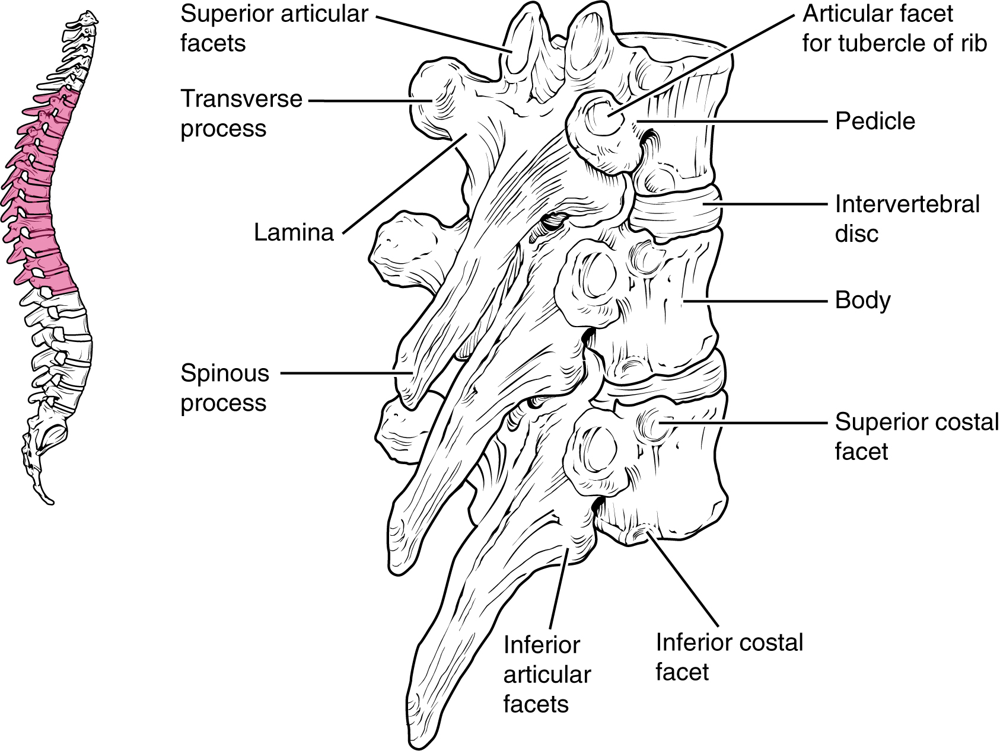 Superior articular
facets
Articular facet
for tubercle of rib
Transverse
process
Pedicle
Intervertebral
disc
Lamina
Body
Spinous
process
Superior costal
facet
Inferior
articular
facets
Inferior costal
facet